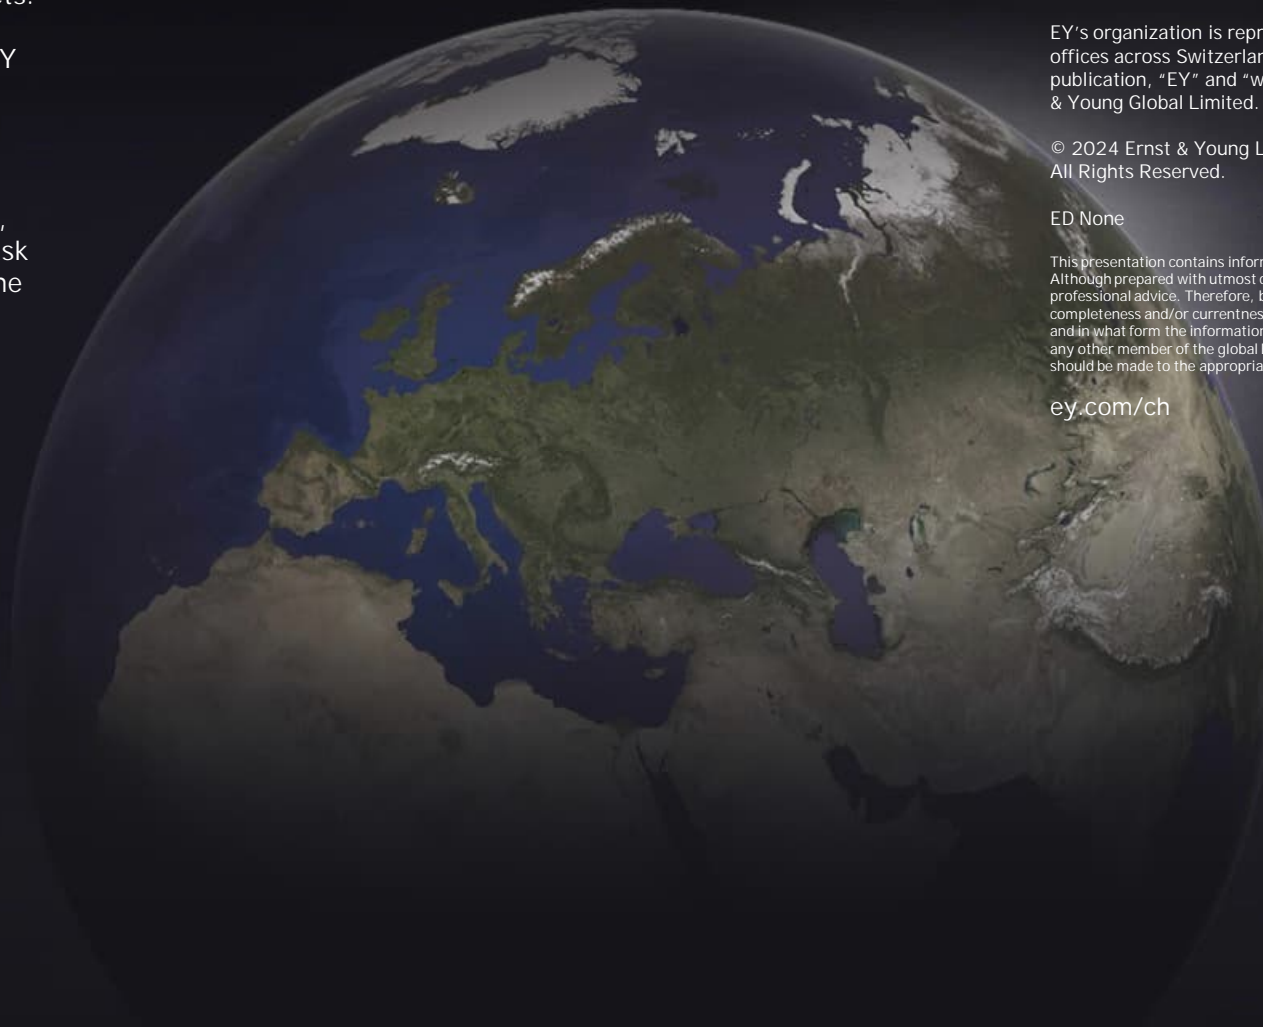 Y
,
sk
ne
EY's organization is repr
offices across Switzerlan
publication, "EY" and "w
& Young Global Limited.
© 2024 Ernst & Young L
All Rights Reserved.
ED None
This presentation contains inforn
Although prepared with utmost c
professional advice. Therefore, b
completeness and/or currentnes
and in what form the information
any other member of the global
should be made to the appropria
ey.com/ch